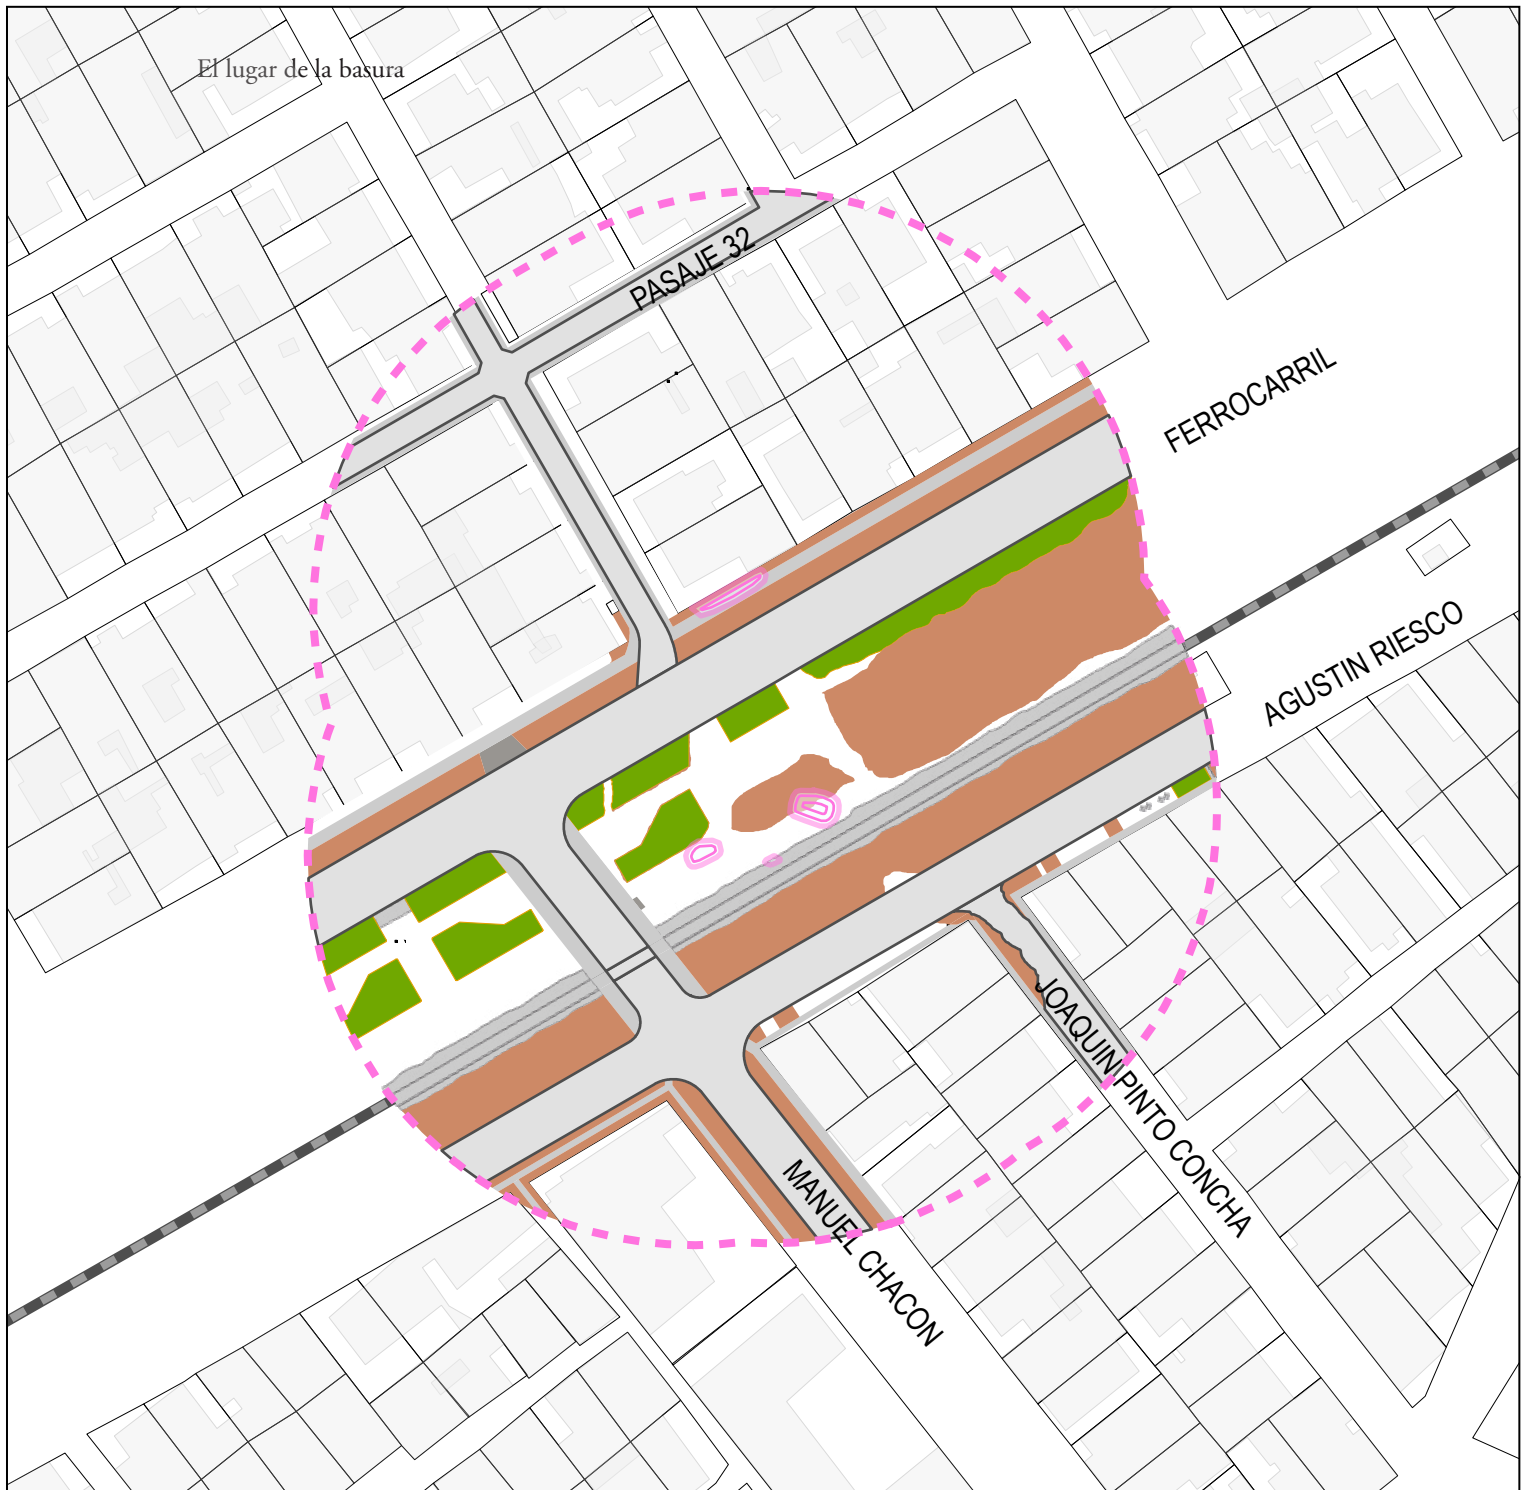 El lugar de la basura
PASAJE 32
FERROCARRIL
AGUSTIN RIESCO
JOAQUIN PINTO CONCHA
MANUEL CHACON